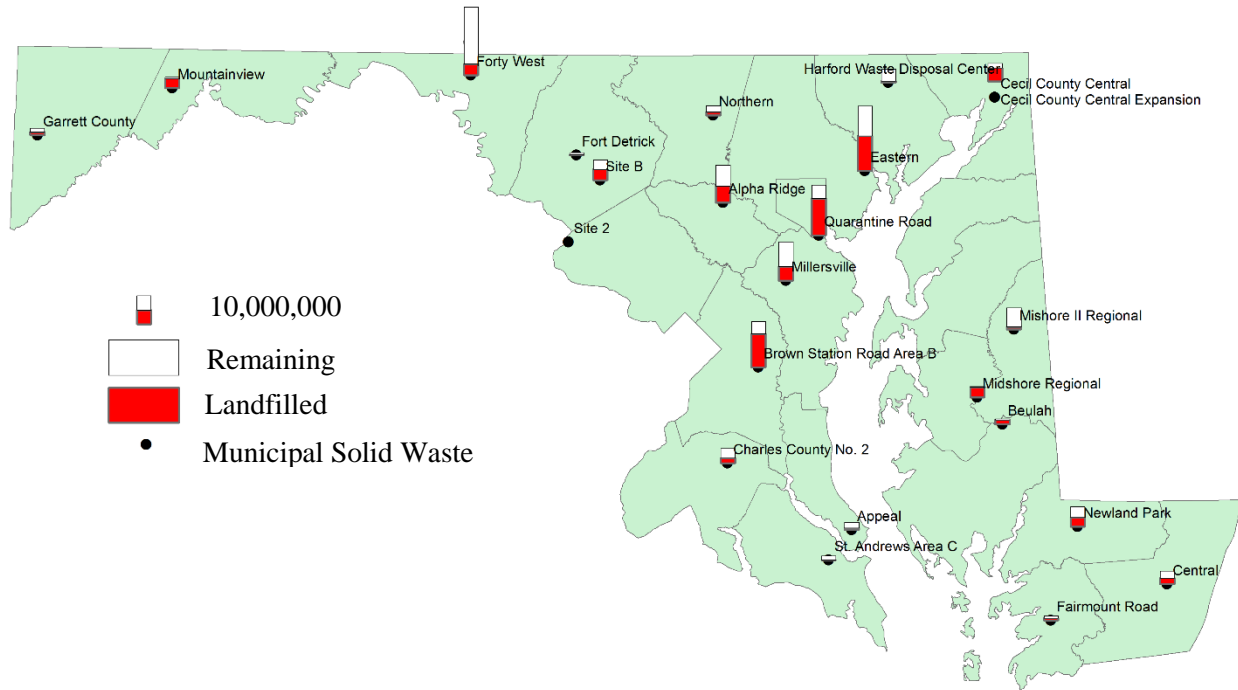 Forty West
Mountainview
Harford Waste Disposal Center
Cecil County Central
Cecil County Central Expansion
Northern
Garrett County
Fort Detrick
Eastern
Site B
Alpha Ridge
Quarantine Road
Site 2
Millersville
10,000,000
Remaining
Landfilled
Municipal Solid Waste
Mishore II Regional
Brown Station Road Area B
Midshore Regional
Beulah
Charles County No. 2
Appeal
Newland Park
St. Andrews Area C
Central
Fairmount Road